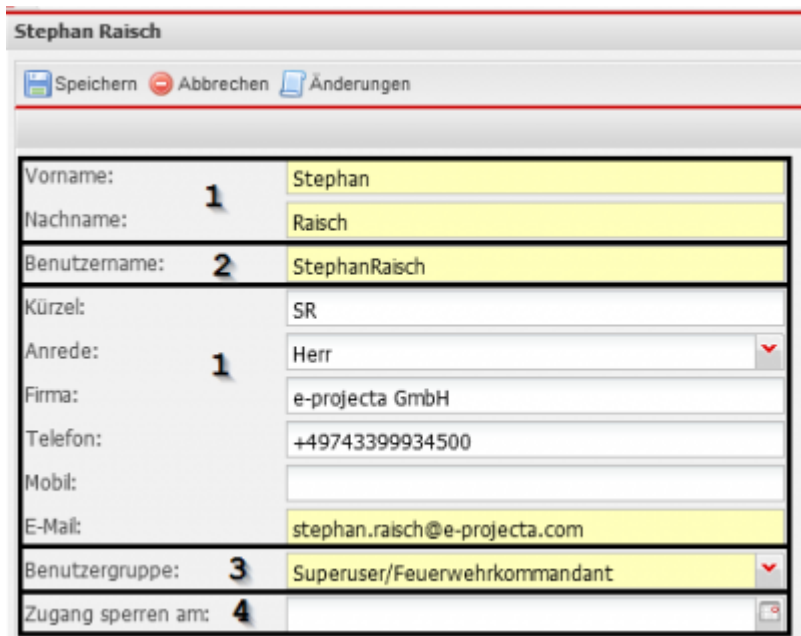 Stephan Raisch
Speichern Abbrechen Änderungen
Vorname: 1 Stephan
Nachname: Raisch
Benutzername: 2 StephanRaisch
Kürzel: SR
Anrede: 1 Herr
Firma: e-projecta GmbH
Telefon: +49743399934500
Mobil:
E-Mail: stephan.raisch@e-projecta.com
Benutzergruppe: 3 Superuser/Feuerwehrkommandant
Zugang sperren am: 4